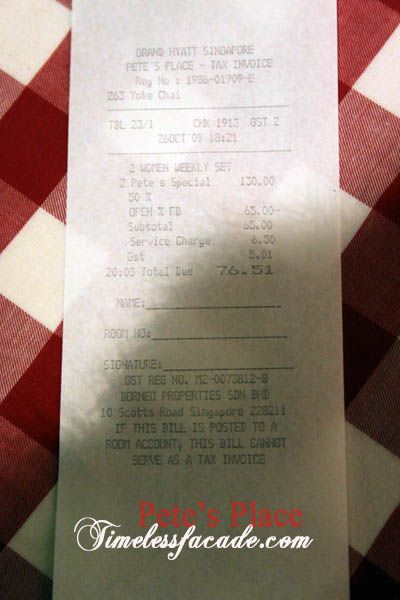 GRAND HYATT SINGAPORE
PETE'S PLACE - TAX INVOICE
Reg No : 1986-01909-E
263 Yoke Chai
TBL 23/1 CHK 1913 GST 2
26OCT'09 18:21
2 WOMEN WEEKLY SET
2 Pete's Special 130.00
50 %
OPEN % FD 65.00-
Subtotal 65.00
Service Charge 6.50
Gst 5.01
20:03 Total Due 76.51
NAME:
ROOM NO:
SIGNATURE:
GST REG NO. M2-0073812-8
BORNEO PROPERTIES SDN BHD
10 Scotts Road Singapore 228211
IF THIS BILL IS POSTED TO A
ROOM ACCOUNT, THIS BILL CANNOT
SERVE AS A TAX INVOICE
Pete's Place
Timelessfacade.com